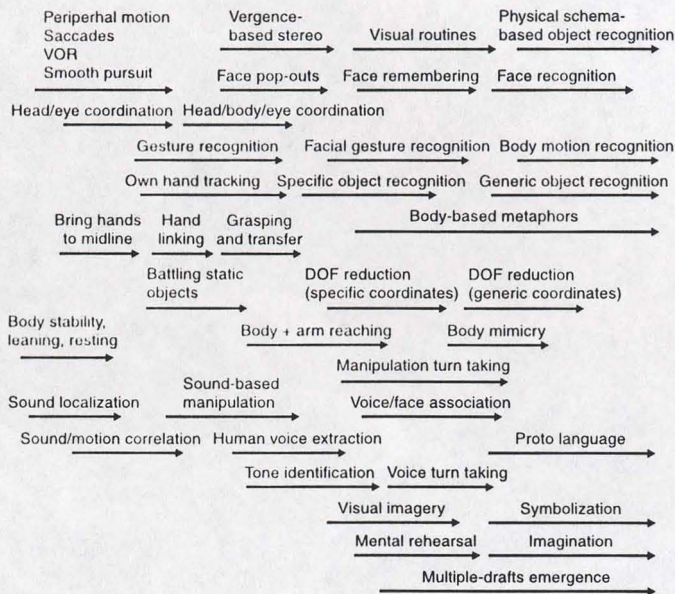 Periperhal motion
Saccades
VOR
Smooth pursuit
Vergence-
based stereo
Visual routines
Physical schema-
based object recognition
Face pop-outs
Face remembering
Face recognition
Head/eye coordination
Head/body/eye coordination
Gesture recognition
Facial gesture recognition
Body motion recognition
Own hand tracking
Specific object recognition
Generic object recognition
Bring hands
to midline
Hand
linking
Grasping
and transfer
Body-based metaphors
Battling static
objects
DOF reduction
(specific coordinates)
DOF reduction
(generic coordinates)
Body stability,
leaning, resting
Body + arm reaching
Body mimicry
Manipulation turn taking
Sound localization
Sound-based
manipulation
Voice/face association
Sound/motion correlation
Human voice extraction
Proto language
Tone identification
Voice turn taking
Visual imagery
Symbolization
Mental rehearsal
Imagination
Multiple-drafts emergence